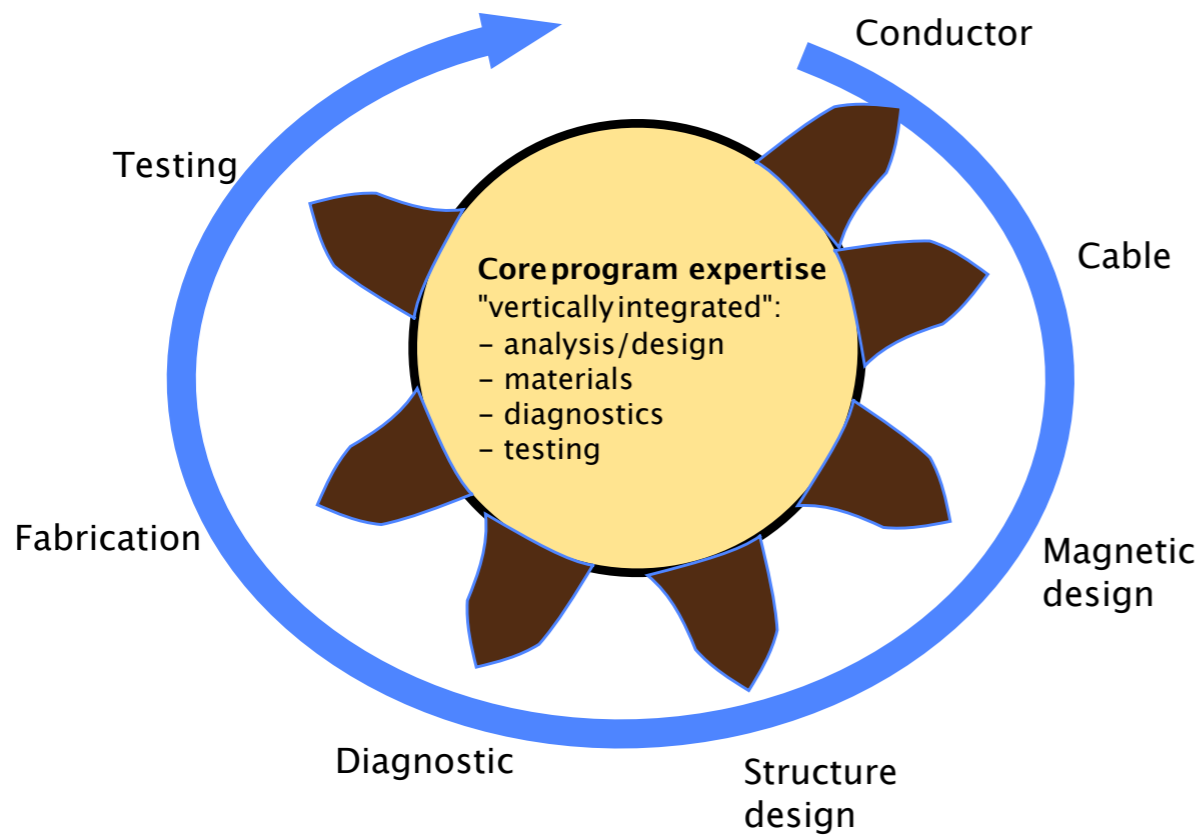 Conductor
Testing
Cable
Core program expertise
"vertically integrated":
– analysis/design
– materials
– diagnostics
– testing
Fabrication
Magnetic
design
Diagnostic
Structure
design